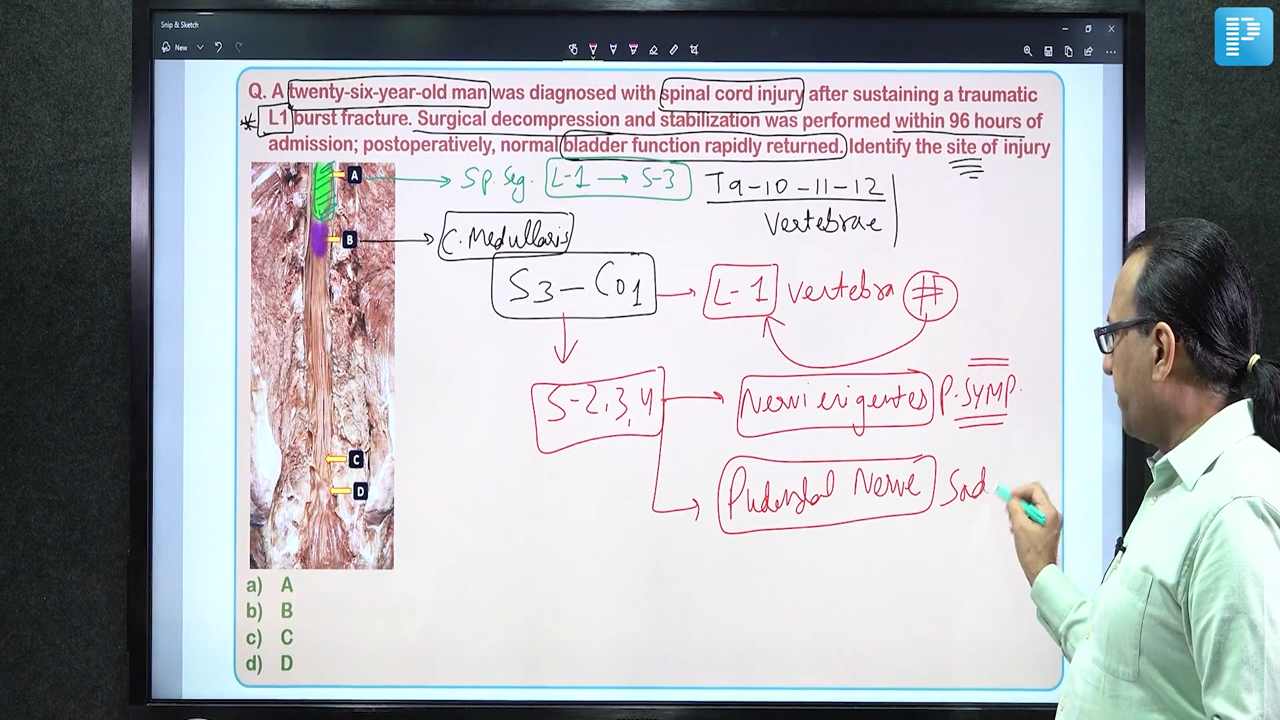 Snip & Sketch
New
Q. A twenty-six-year-old man was diagnosed with spinal cord injury after sustaining a traumatic
* L1 burst fracture. Surgical decompression and stabilization was performed within 96 hours of
admission; postoperatively, normal bladder function rapidly returned. Identify the site of injury
A
Sp. Seg. L-1 → S-3
T9-10-11-12
Vertebrae
B
C. Medullaris
S3 – Co1 → L-1 Vertebra #
S-2,3,4
Nervi erigentes P. SYMP.
C
D
Pudendal Nerve
a) A
b) B
c) C
d) D